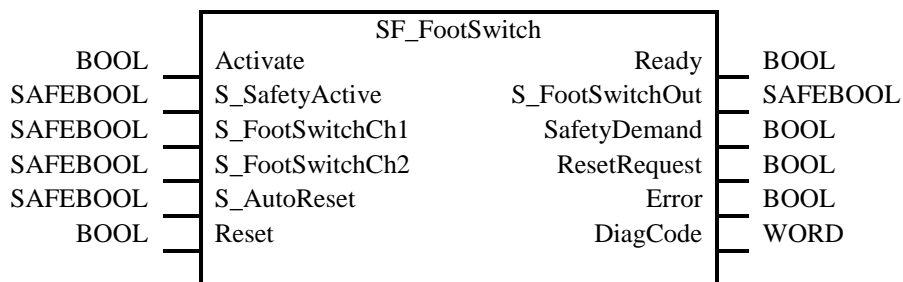 SF_FootSwitch
BOOL Activate Ready BOOL
SAFEBOOL S_SafetyActive S_FootSwitchOut SAFEBOOL
SAFEBOOL S_FootSwitchCh1 SafetyDemand BOOL
SAFEBOOL S_FootSwitchCh2 ResetRequest BOOL
SAFEBOOL S_AutoReset Error BOOL
BOOL Reset DiagCode WORD